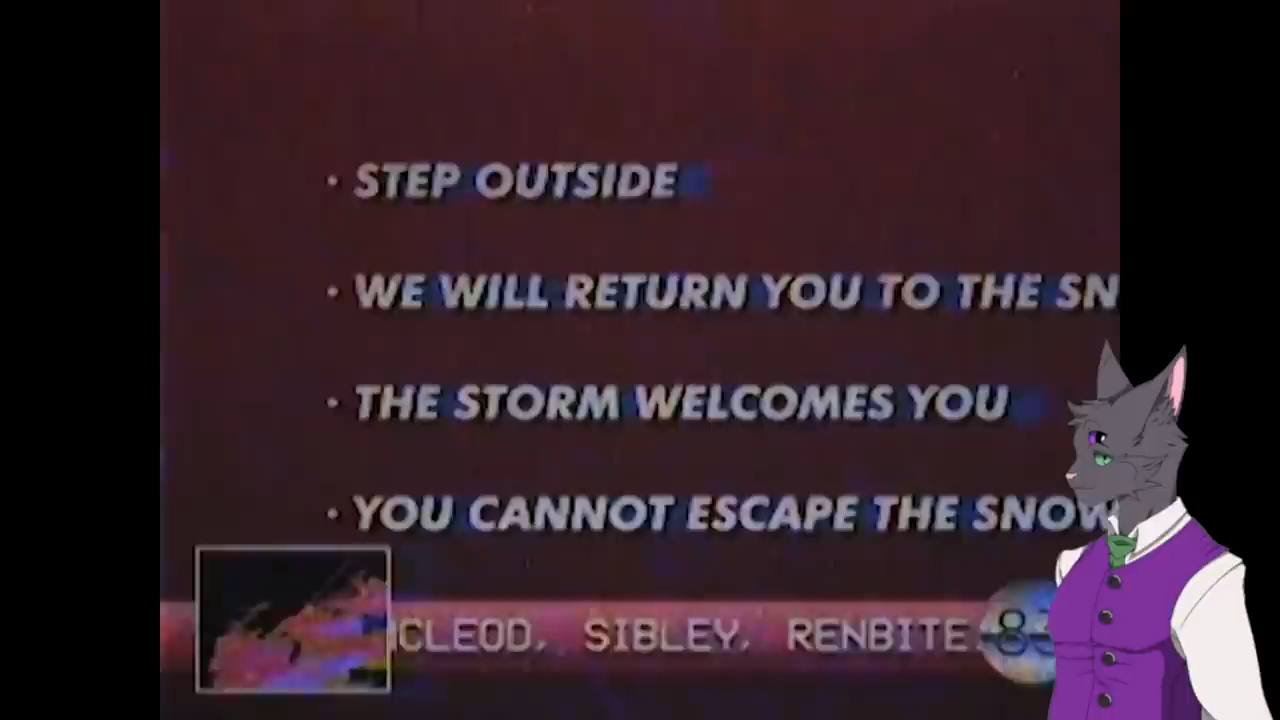 · STEP OUTSIDE
· WE WILL RETURN YOU TO THE SN
· THE STORM WELCOMES YOU
· YOU CANNOT ESCAPE THE SNOW
CLEOD, SIBLEY, RENBITE. 83